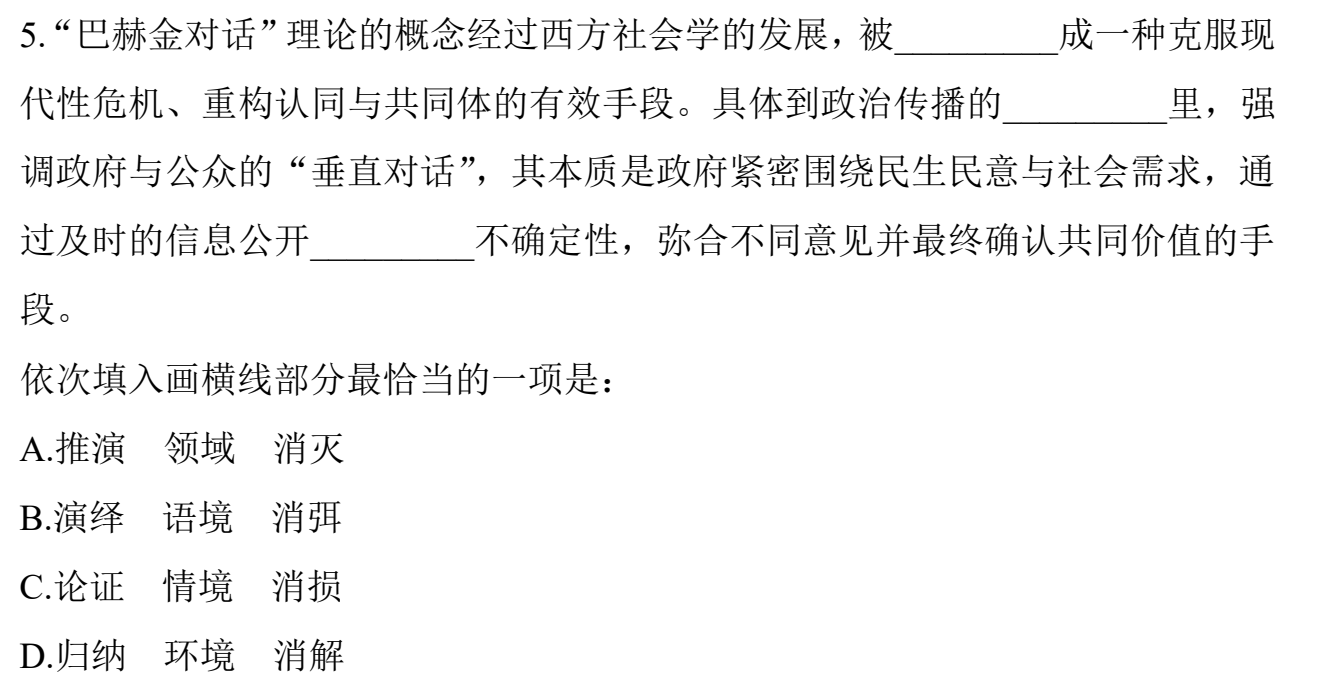 5.“巴赫金对话”理论的概念经过西方社会学的发展，被_________成一种克服现
代性危机、重构认同与共同体的有效手段。具体到政治传播的_________里，强
调政府与公众的“垂直对话”，其本质是政府紧密围绕民生民意与社会需求，通
过及时的信息公开_________不确定性，弥合不同意见并最终确认共同价值的手
段。
依次填入画横线部分最恰当的一项是：
A.推演 领域 消灭
B.演绎 语境 消弭
C.论证 情境 消损
D.归纳 环境 消解